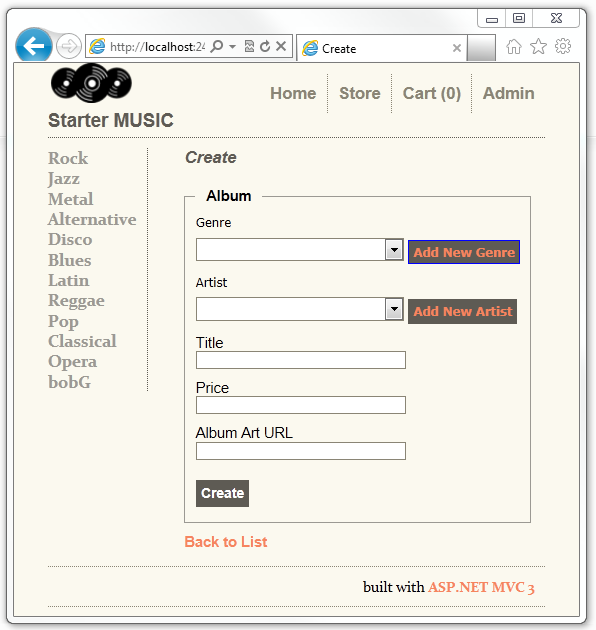 http://localhost:24
Create
Starter MUSIC
Home Store Cart (0) Admin
Rock
Jazz
Metal
Alternative
Disco
Blues
Latin
Reggae
Pop
Classical
Opera
bobG
Create
Album
Genre
Add New Genre
Artist
Add New Artist
Title
Price
Album Art URL
Create
Back to List
built with ASP.NET MVC 3